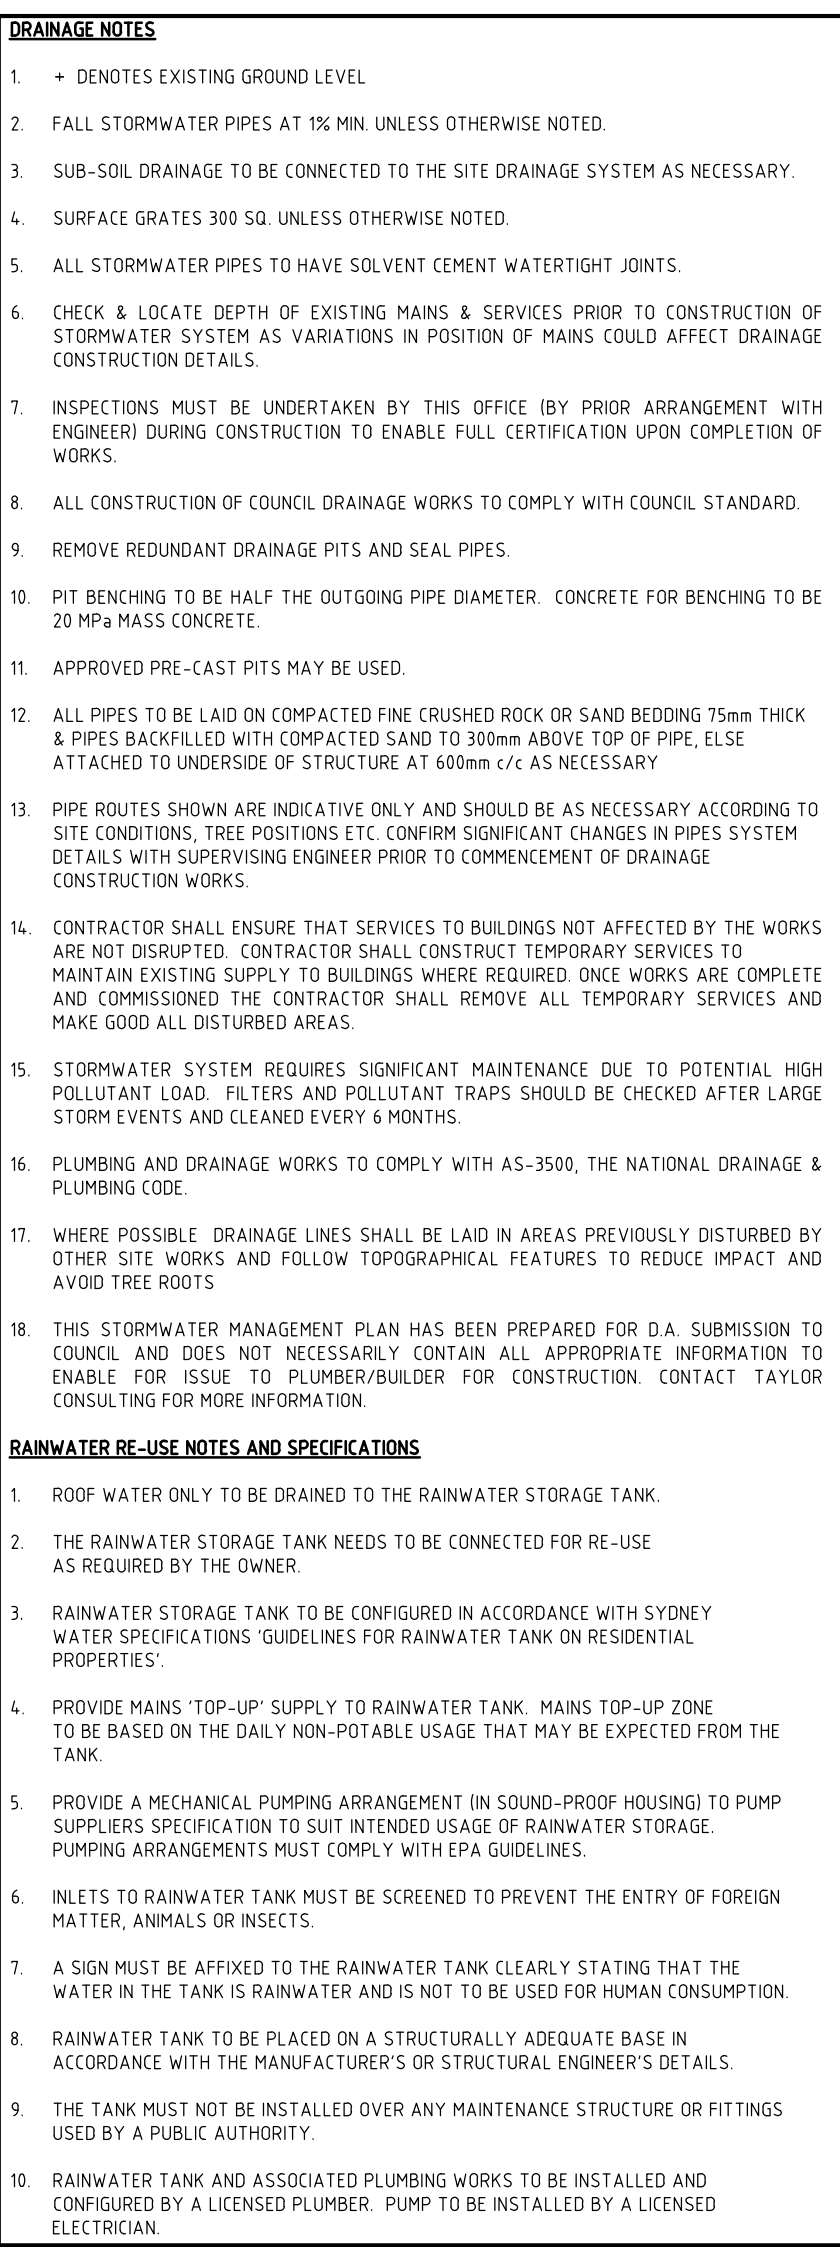 DRAINAGE NOTES
1. + DENOTES EXISTING GROUND LEVEL
2. FALL STORMWATER PIPES AT 1% MIN. UNLESS OTHERWISE NOTED.
3. SUB-SOIL DRAINAGE TO BE CONNECTED TO THE SITE DRAINAGE SYSTEM AS NECESSARY.
4. SURFACE GRATES 300 SQ. UNLESS OTHERWISE NOTED.
5. ALL STORMWATER PIPES TO HAVE SOLVENT CEMENT WATERTIGHT JOINTS.
6. CHECK & LOCATE DEPTH OF EXISTING MAINS & SERVICES PRIOR TO CONSTRUCTION OF
STORMWATER SYSTEM AS VARIATIONS IN POSITION OF MAINS COULD AFFECT DRAINAGE
CONSTRUCTION DETAILS.
7. INSPECTIONS MUST BE UNDERTAKEN BY THIS OFFICE (BY PRIOR ARRANGEMENT WITH
ENGINEER) DURING CONSTRUCTION TO ENABLE FULL CERTIFICATION UPON COMPLETION OF
WORKS.
8. ALL CONSTRUCTION OF COUNCIL DRAINAGE WORKS TO COMPLY WITH COUNCIL STANDARD.
9. REMOVE REDUNDANT DRAINAGE PITS AND SEAL PIPES.
10. PIT BENCHING TO BE HALF THE OUTGOING PIPE DIAMETER. CONCRETE FOR BENCHING TO BE
20 MPa MASS CONCRETE.
11. APPROVED PRE-CAST PITS MAY BE USED.
12. ALL PIPES TO BE LAID ON COMPACTED FINE CRUSHED ROCK OR SAND BEDDING 75mm THICK
& PIPES BACKFILLED WITH COMPACTED SAND TO 300mm ABOVE TOP OF PIPE, ELSE
ATTACHED TO UNDERSIDE OF STRUCTURE AT 600mm c/c AS NECESSARY
13. PIPE ROUTES SHOWN ARE INDICATIVE ONLY AND SHOULD BE AS NECESSARY ACCORDING TO
SITE CONDITIONS, TREE POSITIONS ETC. CONFIRM SIGNIFICANT CHANGES IN PIPES SYSTEM
DETAILS WITH SUPERVISING ENGINEER PRIOR TO COMMENCEMENT OF DRAINAGE
CONSTRUCTION WORKS.
14. CONTRACTOR SHALL ENSURE THAT SERVICES TO BUILDINGS NOT AFFECTED BY THE WORKS
ARE NOT DISRUPTED. CONTRACTOR SHALL CONSTRUCT TEMPORARY SERVICES TO
MAINTAIN EXISTING SUPPLY TO BUILDINGS WHERE REQUIRED. ONCE WORKS ARE COMPLETE
AND COMMISSIONED THE CONTRACTOR SHALL REMOVE ALL TEMPORARY SERVICES AND
MAKE GOOD ALL DISTURBED AREAS.
15. STORMWATER SYSTEM REQUIRES SIGNIFICANT MAINTENANCE DUE TO POTENTIAL HIGH
POLLUTANT LOAD. FILTERS AND POLLUTANT TRAPS SHOULD BE CHECKED AFTER LARGE
STORM EVENTS AND CLEANED EVERY 6 MONTHS.
16. PLUMBING AND DRAINAGE WORKS TO COMPLY WITH AS-3500, THE NATIONAL DRAINAGE &
PLUMBING CODE.
17. WHERE POSSIBLE DRAINAGE LINES SHALL BE LAID IN AREAS PREVIOUSLY DISTURBED BY
OTHER SITE WORKS AND FOLLOW TOPOGRAPHICAL FEATURES TO REDUCE IMPACT AND
AVOID TREE ROOTS
18. THIS STORMWATER MANAGEMENT PLAN HAS BEEN PREPARED FOR D.A. SUBMISSION TO
COUNCIL AND DOES NOT NECESSARILY CONTAIN ALL APPROPRIATE INFORMATION TO
ENABLE FOR ISSUE TO PLUMBER/BUILDER FOR CONSTRUCTION. CONTACT TAYLOR
CONSULTING FOR MORE INFORMATION.
RAINWATER RE-USE NOTES AND SPECIFICATIONS
1. ROOF WATER ONLY TO BE DRAINED TO THE RAINWATER STORAGE TANK.
2. THE RAINWATER STORAGE TANK NEEDS TO BE CONNECTED FOR RE-USE
AS REQUIRED BY THE OWNER.
3. RAINWATER STORAGE TANK TO BE CONFIGURED IN ACCORDANCE WITH SYDNEY
WATER SPECIFICATIONS 'GUIDELINES FOR RAINWATER TANK ON RESIDENTIAL
PROPERTIES'.
4. PROVIDE MAINS 'TOP-UP' SUPPLY TO RAINWATER TANK. MAINS TOP-UP ZONE
TO BE BASED ON THE DAILY NON-POTABLE USAGE THAT MAY BE EXPECTED FROM THE
TANK.
5. PROVIDE A MECHANICAL PUMPING ARRANGEMENT (IN SOUND-PROOF HOUSING) TO PUMP
SUPPLIERS SPECIFICATION TO SUIT INTENDED USAGE OF RAINWATER STORAGE.
PUMPING ARRANGEMENTS MUST COMPLY WITH EPA GUIDELINES.
6. INLETS TO RAINWATER TANK MUST BE SCREENED TO PREVENT THE ENTRY OF FOREIGN
MATTER, ANIMALS OR INSECTS.
7. A SIGN MUST BE AFFIXED TO THE RAINWATER TANK CLEARLY STATING THAT THE
WATER IN THE TANK IS RAINWATER AND IS NOT TO BE USED FOR HUMAN CONSUMPTION.
8. RAINWATER TANK TO BE PLACED ON A STRUCTURALLY ADEQUATE BASE IN
ACCORDANCE WITH THE MANUFACTURER'S OR STRUCTURAL ENGINEER'S DETAILS.
9. THE TANK MUST NOT BE INSTALLED OVER ANY MAINTENANCE STRUCTURE OR FITTINGS
USED BY A PUBLIC AUTHORITY.
10. RAINWATER TANK AND ASSOCIATED PLUMBING WORKS TO BE INSTALLED AND
CONFIGURED BY A LICENSED PLUMBER. PUMP TO BE INSTALLED BY A LICENSED
ELECTRICIAN.